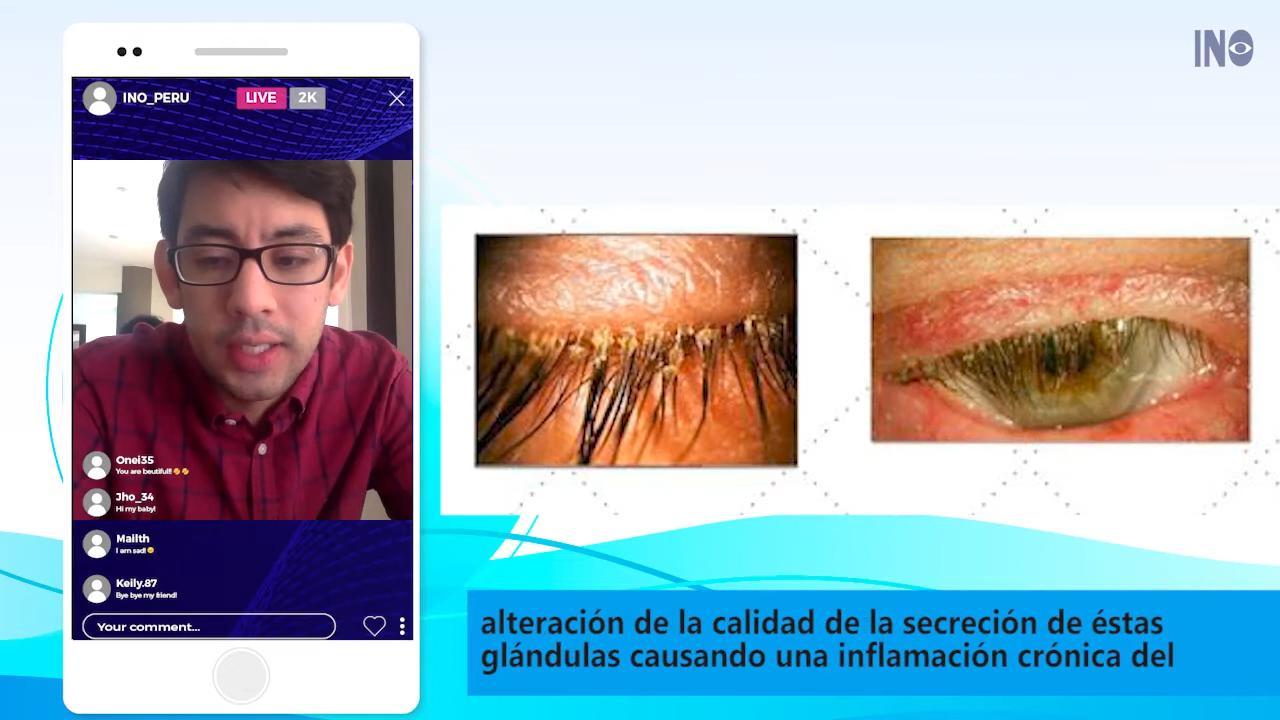 INO
INO_PERU
LIVE
2K
Onei35
You are beutiful!!
Jho_34
Hi my baby!
Mailth
I am sad!
Keily.87
Bye bye my friend!
Your comment...
alteración de la calidad de la secreción de éstas
glándulas causando una inflamación crónica del